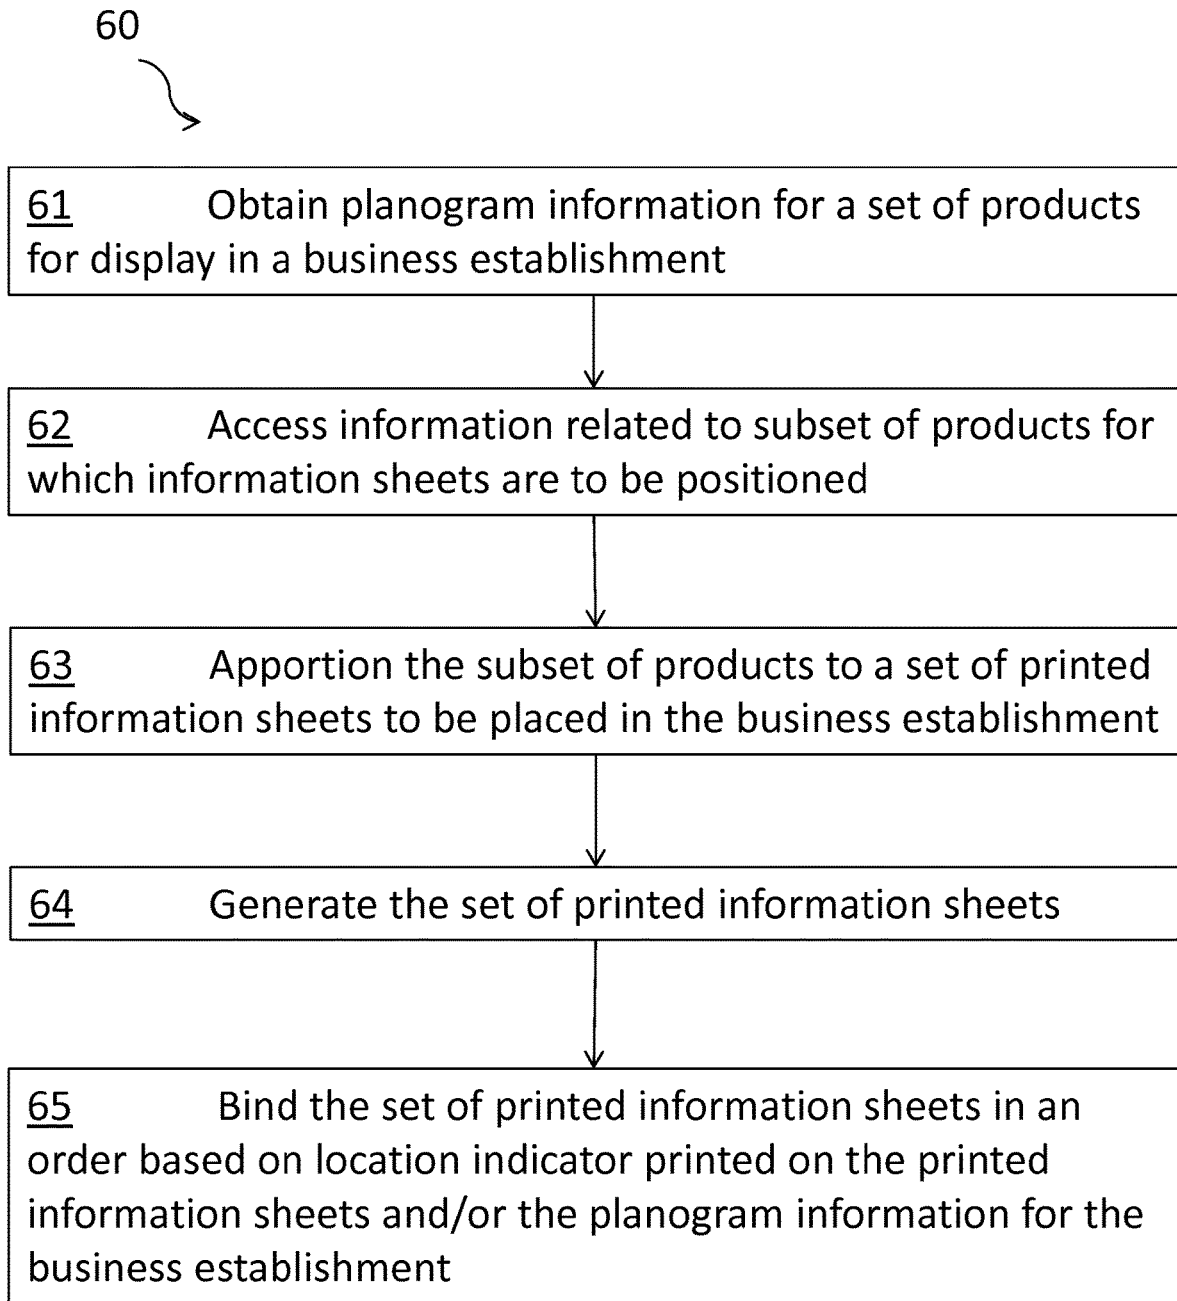 60
61 Obtain planogram information for a set of products
for display in a business establishment
62 Access information related to subset of products for
which information sheets are to be positioned
63 Apportion the subset of products to a set of printed
information sheets to be placed in the business establishment
64 Generate the set of printed information sheets
65 Bind the set of printed information sheets in an
order based on location indicator printed on the printed
information sheets and/or the planogram information for the
business establishment